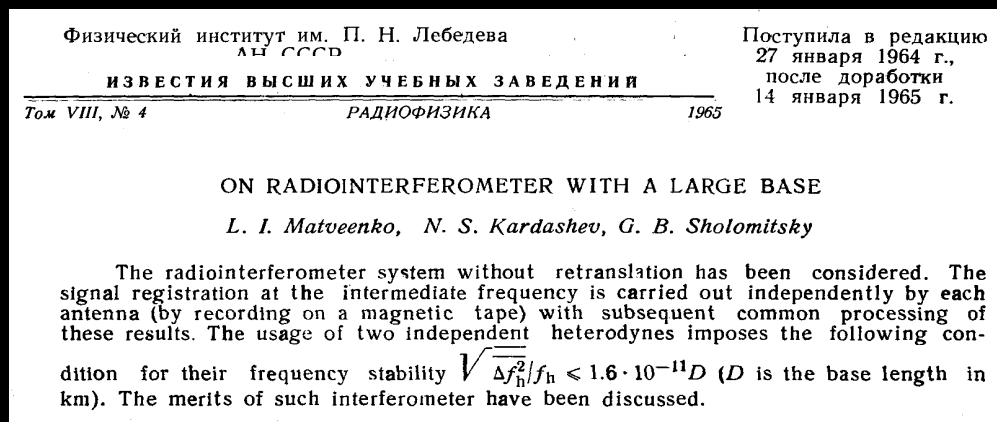 Физический институт им. П. Н. Лебедева
АН СССР
Поступила в редакцию
27 января 1964 г.,
после доработки
14 января 1965 г.
ИЗВЕСТИЯ ВЫСШИХ УЧЕБНЫХ ЗАВЕДЕНИЙ
Том VIII, № 4 РАДИОФИЗИКА 1965
ON RADIOINTERFEROMETER WITH A LARGE BASE
L. I. Matveenko, N. S. Kardashev, G. B. Sholomitsky
The radiointerferometer system without retranslation has been considered. The
signal registration at the intermediate frequency is carried out independently by each
antenna (by recording on a magnetic tape) with subsequent common processing of
these results. The usage of two independent heterodynes imposes the following con-
dition for their frequency stability √Δf²ₕ/fₕ ⩽ 1.6 · 10⁻¹¹D (D is the base length in
km). The merits of such interferometer have been discussed.